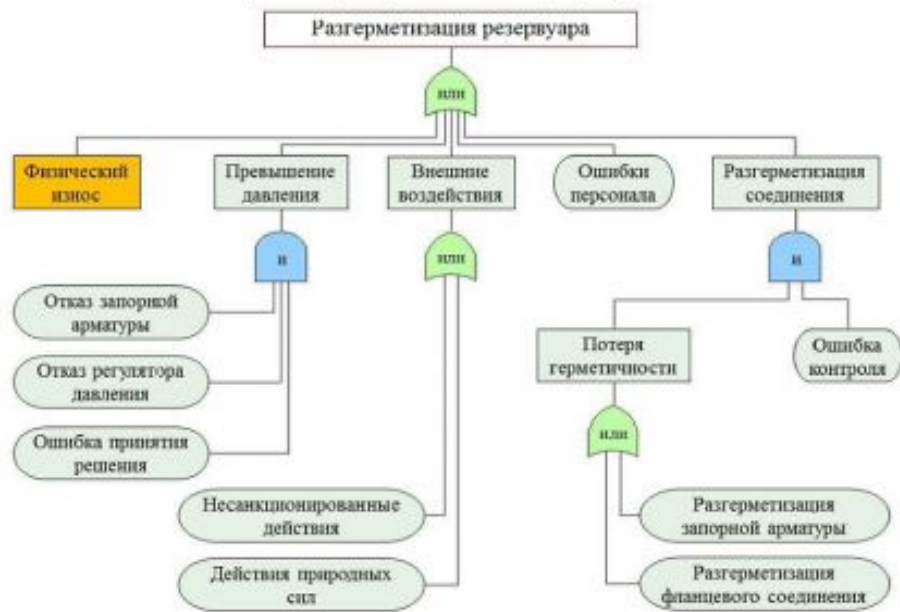 Разгерметизация резервуара
или
Физический
износ
Превышение
давления
Внешние
воздействия
Ошибки
персонала
Разгерметизация
соединения
и
или
и
Отказ запорной
арматуры
Отказ регулятора
давления
Ошибка принятия
решения
Потеря
герметичности
Ошибка
контроля
или
Несанкционированные
действия
Действия природных
сил
Разгерметизация
запорной арматуры
Разгерметизация
фланцевого соединения